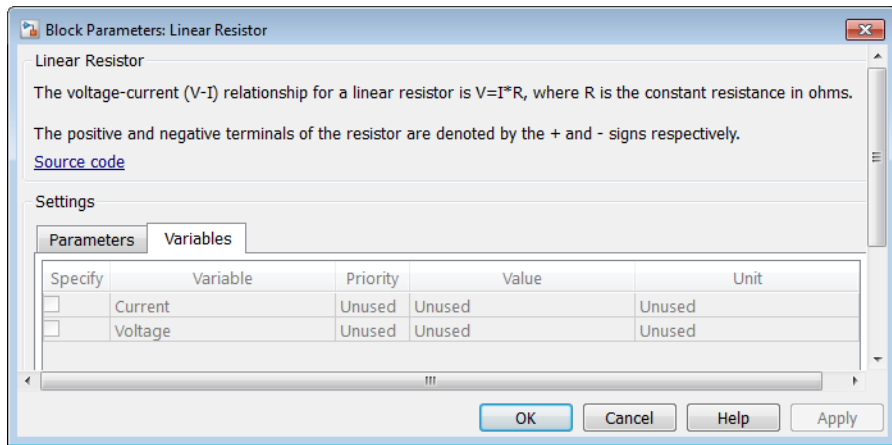 Block Parameters: Linear Resistor
Linear Resistor
The voltage-current (V-I) relationship for a linear resistor is V=I*R, where R is the constant resistance in ohms.
The positive and negative terminals of the resistor are denoted by the + and - signs respectively.
Source code
Settings
Parameters Variables
Specify Variable Priority Value Unit
Current Unused Unused Unused
Voltage Unused Unused Unused
OK Cancel Help Apply